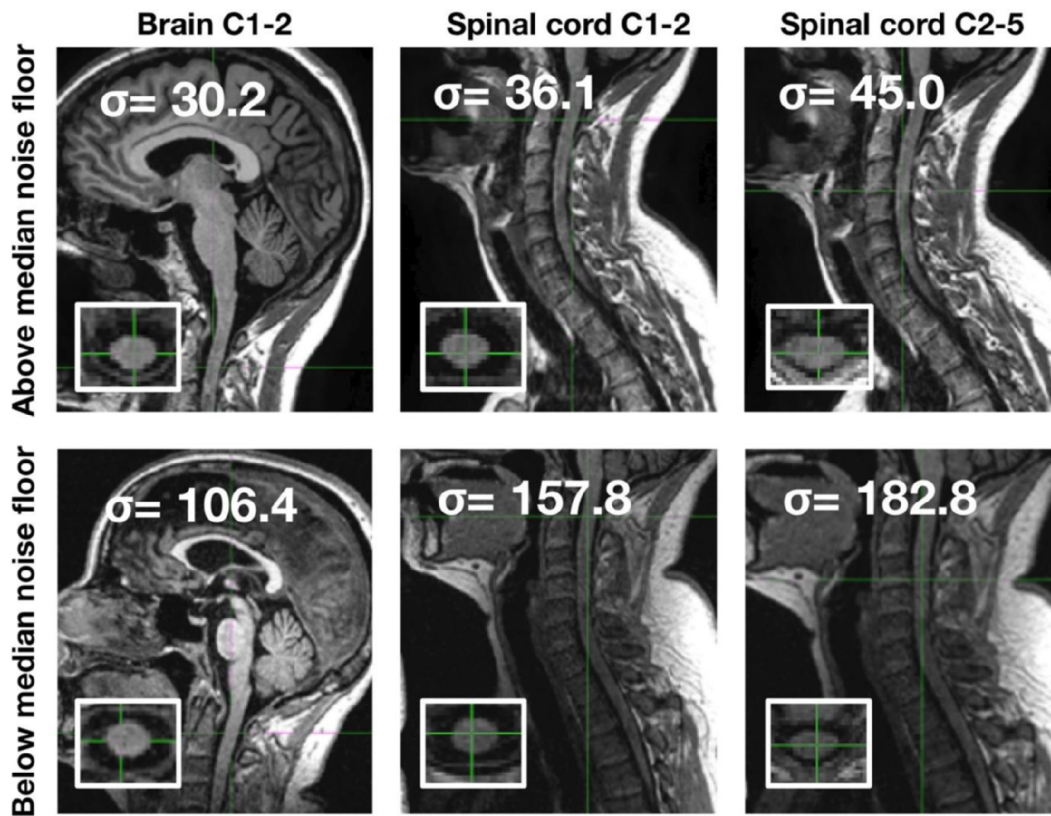 Brain C1-2
Spinal cord C1-2
Spinal cord C2-5
Above median noise floor
σ= 30.2
σ= 36.1
σ= 45.0
Below median noise floor
σ= 106.4
σ= 157.8
σ= 182.8